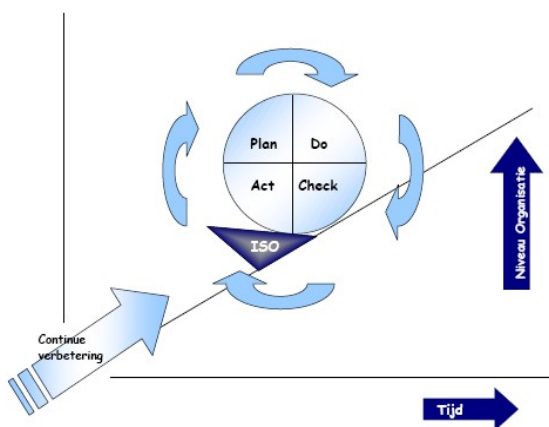 Plan
Do
Act
Check
ISO
Niveau Organisatie
Continue
verbetering
Tijd